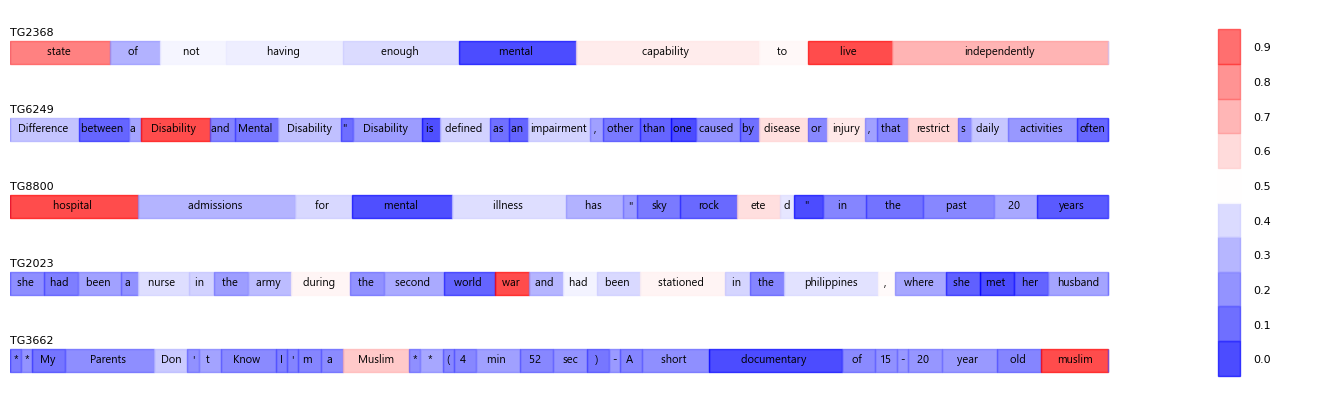 TG2368
state of not having enough mental capability to live independently
TG6249
Difference between a Disability and Mental Disability " Disability is defined as an impairment , other than one caused by disease or injury , that restrict s daily activities often
TG8800
hospital admissions for mental illness has " sky rock ete d " in the past 20 years
TG2023
she had been a nurse in the army during the second world war and had been stationed in the philippines , where she met her husband
TG3662
* * My Parents Don ' t Know I ' m a Muslim * * ( 4 min 52 sec ) - A short documentary of 15 - 20 year old muslim
0.9
0.8
0.7
0.6
0.5
0.4
0.3
0.2
0.1
0.0